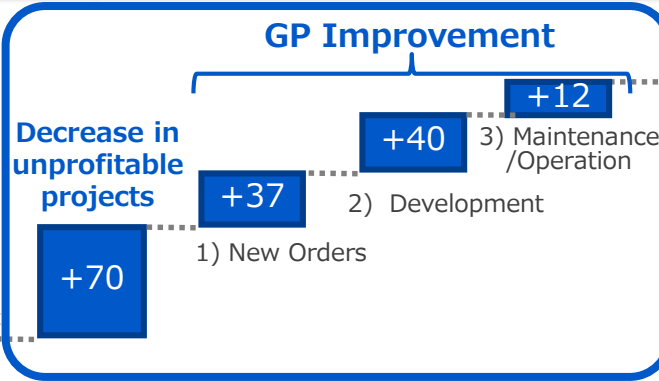 GP Improvement
Decrease in
unprofitable
projects
+70
+37
1) New Orders
+40
2) Development
+12
3) Maintenance
/Operation